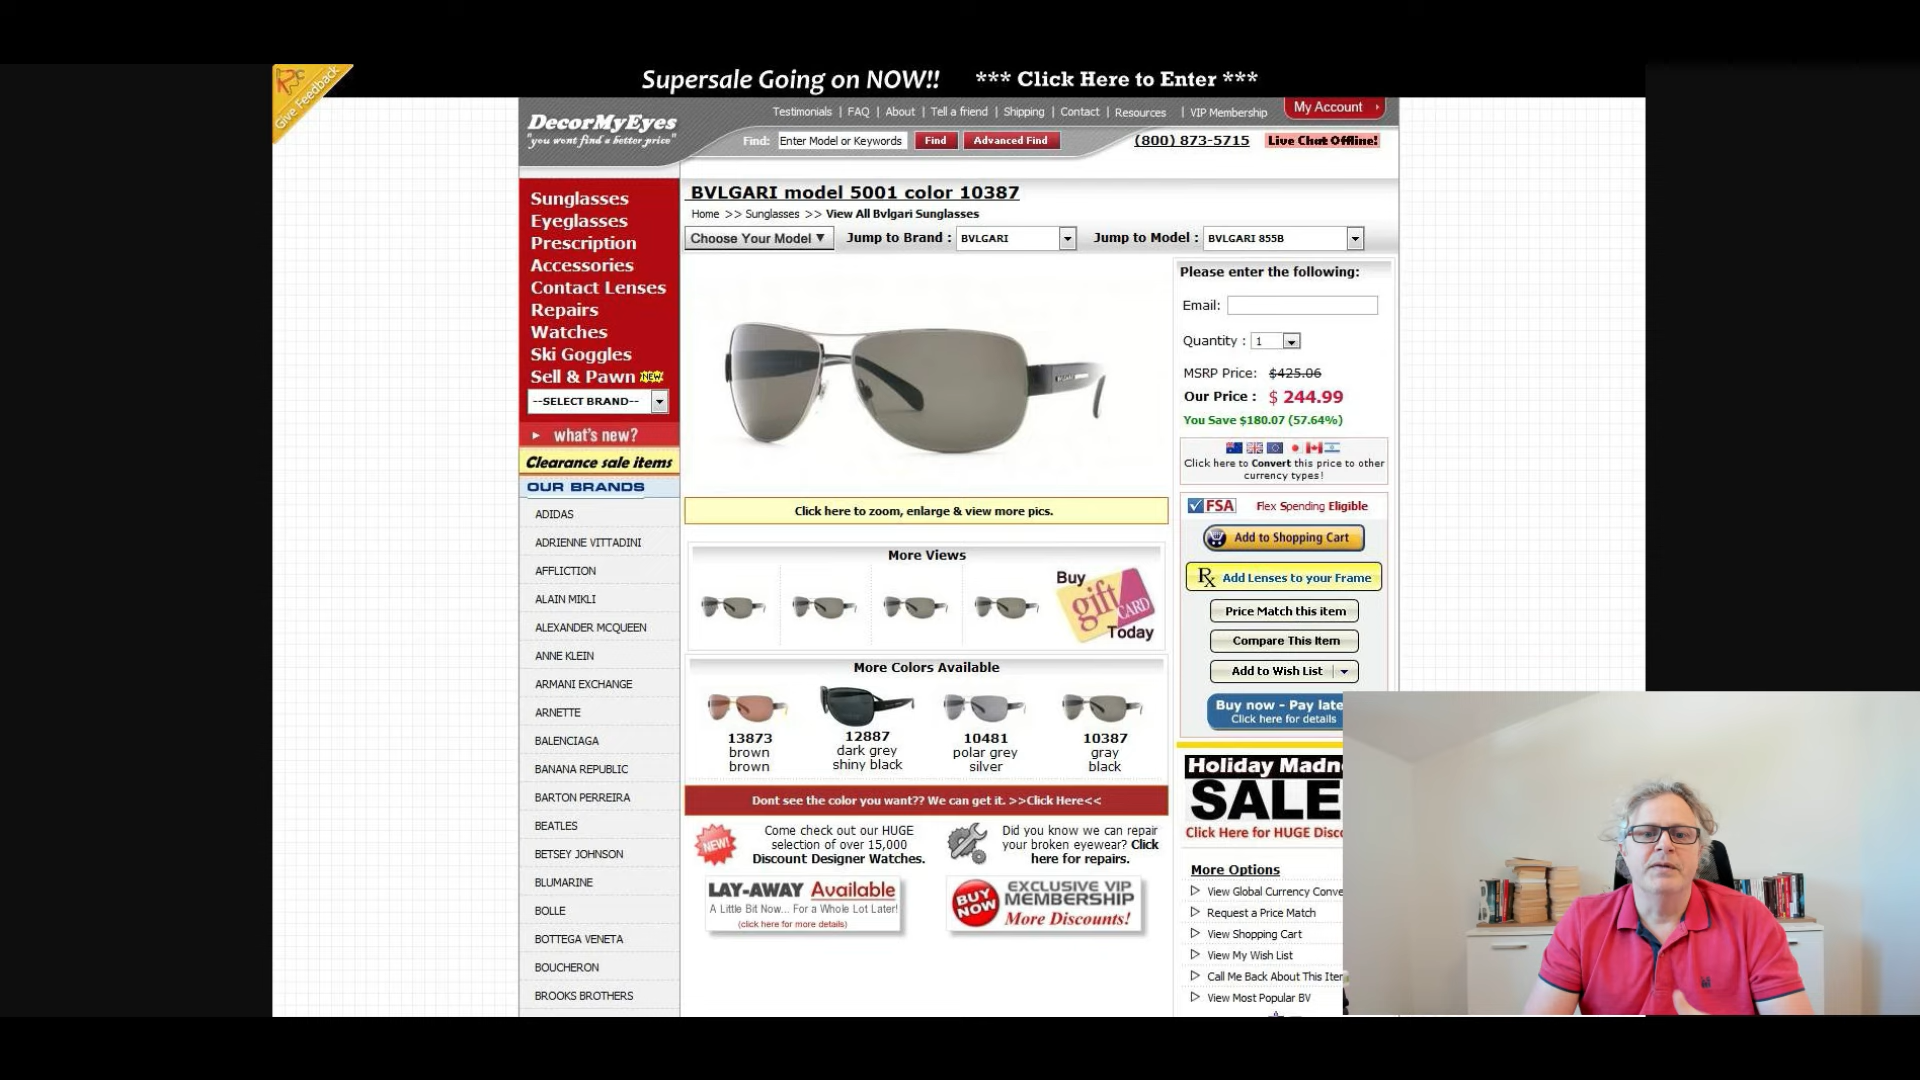 Give Feedback
Supersale Going on NOW!! *** Click Here to Enter ***
DecorMyEyes
"you wont find a better price"
Testimonials | FAQ | About | Tell a friend | Shipping | Contact | Resources | VIP Membership
My Account
Find: Enter Model or Keywords Find Advanced Find
(800) 873-5715 Live Chat Offline!
Sunglasses
Eyeglasses
Prescription
Accessories
Contact Lenses
Repairs
Watches
Ski Goggles
Sell & Pawn NEW
--SELECT BRAND--
what's new?
Clearance sale items
OUR BRANDS
ADIDAS
ADRIENNE VITTADINI
AFFLICTION
ALAIN MIKLI
ALEXANDER MCQUEEN
ANNE KLEIN
ARMANI EXCHANGE
ARNETTE
BALENCIAGA
BANANA REPUBLIC
BARTON PERREIRA
BEATLES
BETSEY JOHNSON
BLUMARINE
BOLLE
BOTTEGA VENETA
BOUCHERON
BROOKS BROTHERS
BVLGARI model 5001 color 10387
Home >> Sunglasses >> View All Bvlgari Sunglasses
Choose Your Model ▼ Jump to Brand : BVLGARI Jump to Model : BVLGARI 855B
Click here to zoom, enlarge & view more pics.
More Views
Buy
gift
CARD
Today
More Colors Available
13873
brown
brown
12887
dark grey
shiny black
10481
polar grey
silver
10387
gray
black
Dont see the color you want?? We can get it. >>Click Here<<
NEW!
Come check out our HUGE
selection of over 15,000
Discount Designer Watches.
Did you know we can repair
your broken eyewear? Click
here for repairs.
LAY-AWAY Available
A Little Bit Now... For a Whole Lot Later!
(click here for more details)
BUY NOW
EXCLUSIVE VIP
MEMBERSHIP
More Discounts!
Please enter the following:
Email:
Quantity : 1
MSRP Price: $425.06
Our Price : $ 244.99
You Save $180.07 (57.64%)
Click here to Convert this price to other
currency types!
FSA Flex Spending Eligible
Add to Shopping Cart
Rx Add Lenses to your Frame
Price Match this item
Compare This Item
Add to Wish List
Buy now - Pay late
Click here for details
Holiday Madn
SALE
Click Here for HUGE Disco
More Options
View Global Currency Conve
Request a Price Match
View Shopping Cart
View My Wish List
Call Me Back About This Iter
View Most Popular BV